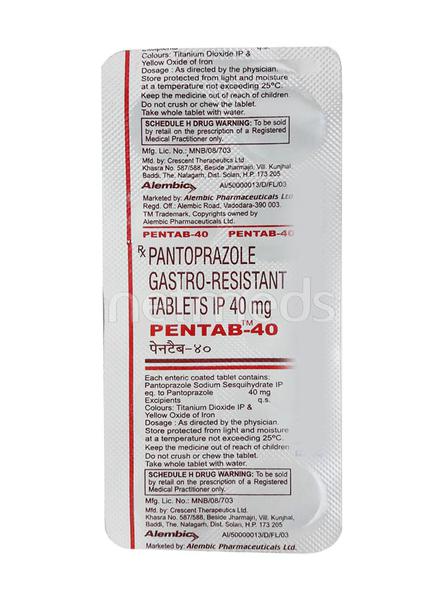 Excipients q.s.
Colours: Titanium Dioxide IP &
Yellow Oxide of Iron
Dosage : As directed by the physician.
Store protected from light and moisture
at a temperature not exceeding 25°C.
Keep the medicine out of reach of children.
Do not crush or chew the tablet.
Take whole tablet with water.
SCHEDULE H DRUG WARNING: To be sold
by retail on the prescription of a Registered
Medical Practitioner only.
Mfg. Lic. No.: MNB/08/703
Mfd. by: Crescent Therapeutics Ltd
Khasra No. 587/588, Beside Jharmajri, Vill. Kunjhal,
Baddi, The. Nalagarh, Dist. Solan, H.P. 173 205
Alembic AI/50000013/D/FL/03
Marketed by: Alembic Pharmaceuticals Ltd.
Regd. Off.: Alembic Road, Vadodara-390 003.
TM Trademark, Copyrights owned by
Alembic Pharmaceuticals Ltd.
PENTAB-40 PENTAB-40
℞ PANTOPRAZOLE
GASTRO-RESISTANT
TABLETS IP 40 mg
netmeds
PENTAB™-40
पेनटैब-४०
Each enteric coated tablet contains:
Pantoprazole Sodium Sesquihydrate IP
eq. to Pantoprazole 40 mg
Excipients q.s.
Colours: Titanium Dioxide IP &
Yellow Oxide of Iron
Dosage : As directed by the physician.
Store protected from light and moisture
at a temperature not exceeding 25°C.
Keep the medicine out of reach of children.
Do not crush or chew the tablet.
Take whole tablet with water.
SCHEDULE H DRUG WARNING: To be sold
by retail on the prescription of a Registered
Medical Practitioner only.
Mfg. Lic. No.: MNB/08/703
Mfd. by: Crescent Therapeutics Ltd
Khasra No. 587/588, Beside Jharmajri, Vill. Kunjhal,
Baddi, The. Nalagarh, Dist. Solan, H.P. 173 205
Alembic AI/50000013/D/FL/03
Marketed by: Alembic Pharmaceuticals Ltd.